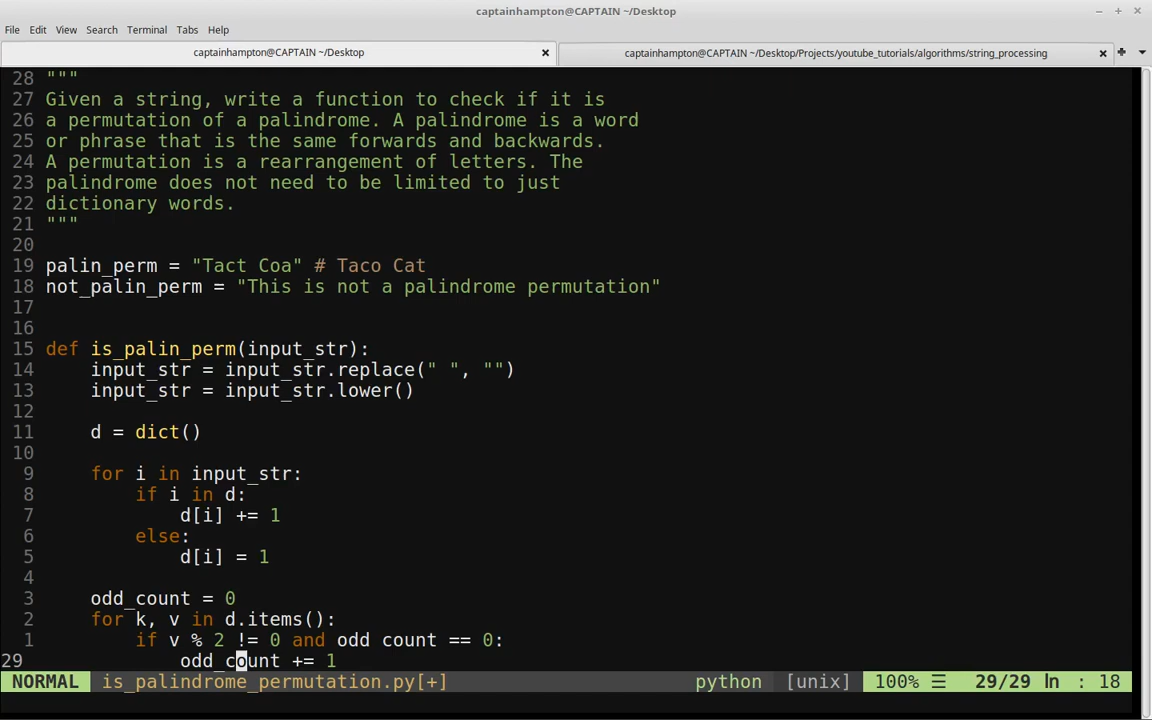 captainhampton@CAPTAIN ~/Desktop
File Edit View Search Terminal Tabs Help
captainhampton@CAPTAIN ~/Desktop captainhampton@CAPTAIN ~/Desktop/Projects/youtube_tutorials/algorithms/string_processing
28 """
27 Given a string, write a function to check if it is
26 a permutation of a palindrome. A palindrome is a word
25 or phrase that is the same forwards and backwards.
24 A permutation is a rearrangement of letters. The
23 palindrome does not need to be limited to just
22 dictionary words.
21 """
20
19 palin_perm = "Tact Coa" # Taco Cat
18 not_palin_perm = "This is not a palindrome permutation"
17
16
15 def is_palin_perm(input_str):
14     input_str = input_str.replace(" ", "")
13     input_str = input_str.lower()
12
11     d = dict()
10
9     for i in input_str:
8         if i in d:
7             d[i] += 1
6         else:
5             d[i] = 1
4
3     odd_count = 0
2     for k, v in d.items():
1         if v % 2 != 0 and odd count == 0:
29             odd_count += 1
NORMAL is_palindrome_permutation.py[+] python [unix] 100% ☰ 29/29 ln : 18